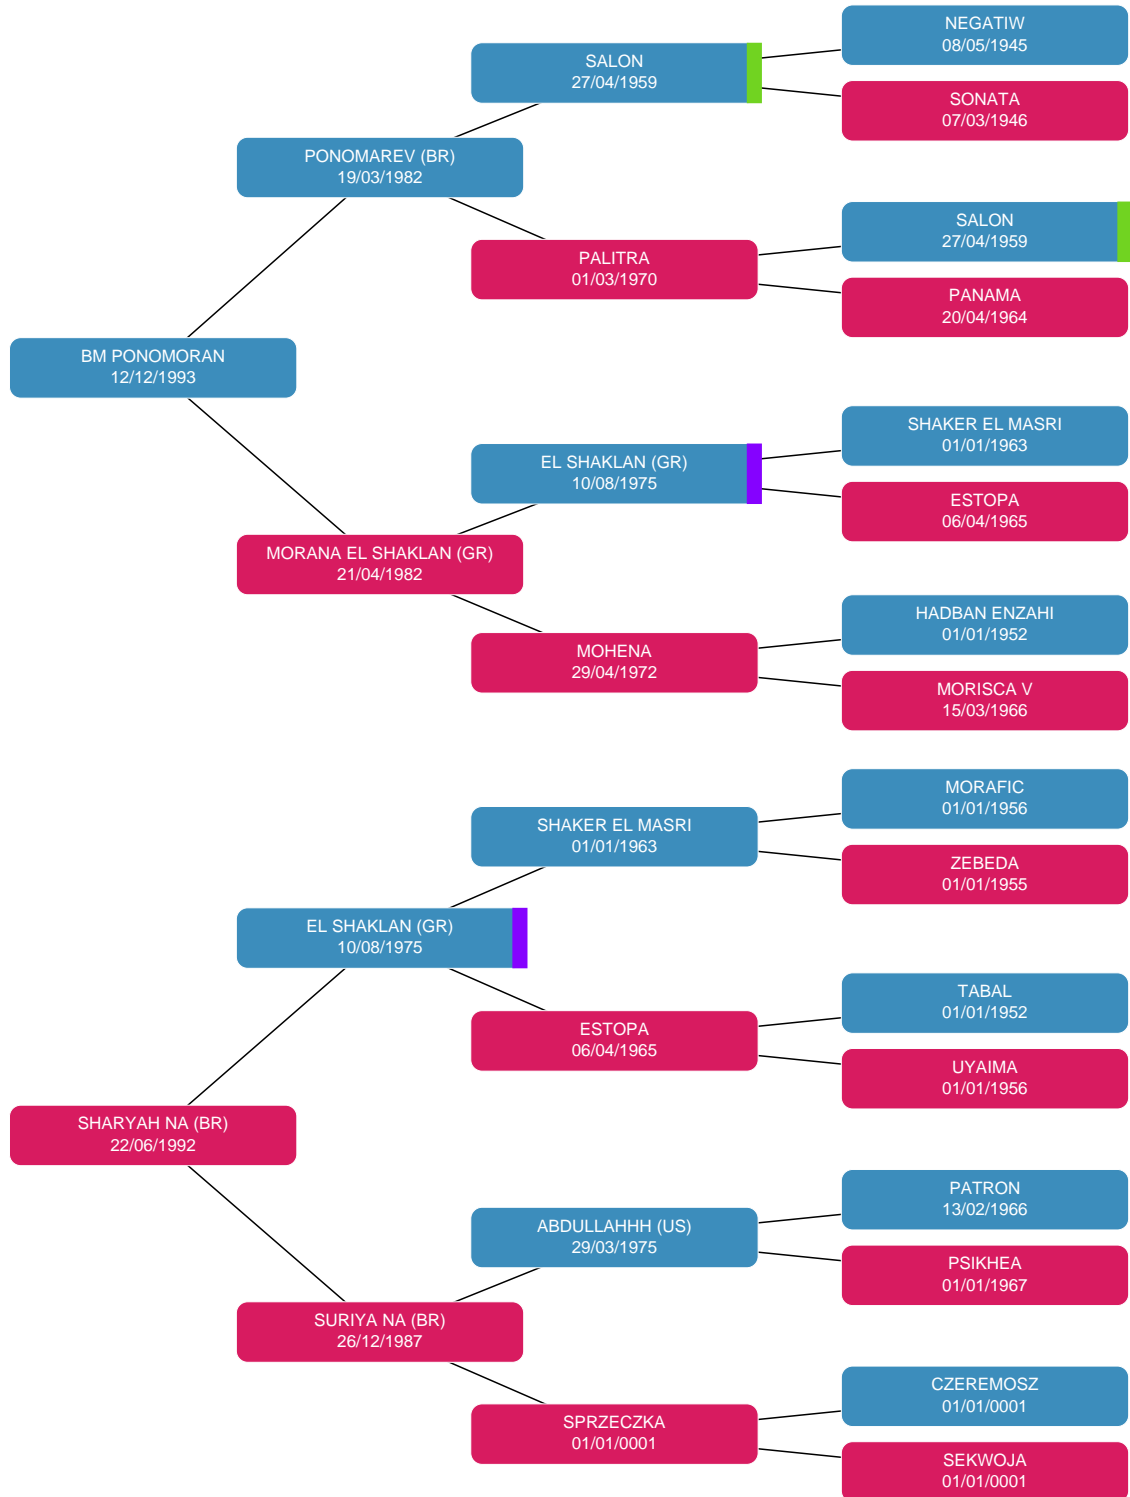 NEGATIW
08/05/1945
SALON
27/04/1959
SONATA
07/03/1946
PONOMAREV (BR)
19/03/1982
SALON
27/04/1959
PALITRA
01/03/1970
PANAMA
20/04/1964
BM PONOMORAN
12/12/1993
SHAKER EL MASRI
01/01/1963
EL SHAKLAN (GR)
10/08/1975
ESTOPA
06/04/1965
MORANA EL SHAKLAN (GR)
21/04/1982
HADBAN ENZAHI
01/01/1952
MOHENA
29/04/1972
MORISCA V
15/03/1966
MORAFIC
01/01/1956
SHAKER EL MASRI
01/01/1963
ZEBEDA
01/01/1955
EL SHAKLAN (GR)
10/08/1975
TABAL
01/01/1952
ESTOPA
06/04/1965
UYAIMA
01/01/1956
SHARYAH NA (BR)
22/06/1992
PATRON
13/02/1966
ABDULLAHHH (US)
29/03/1975
PSIKHEA
01/01/1967
SURIYA NA (BR)
26/12/1987
CZEREMOSZ
01/01/0001
SPRZECZKA
01/01/0001
SEKWOJA
01/01/0001